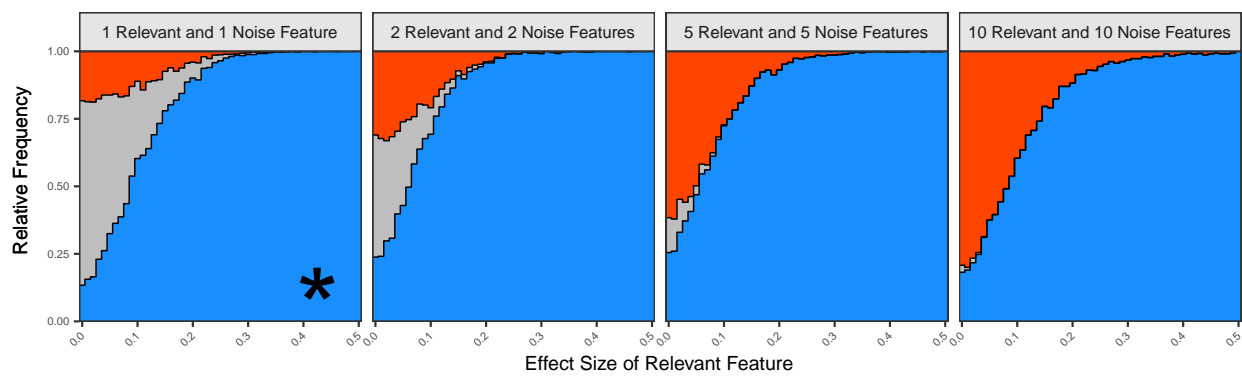 1 Relevant and 1 Noise Feature
2 Relevant and 2 Noise Features
5 Relevant and 5 Noise Features
10 Relevant and 10 Noise Features
Relative Frequency
1.00
0.75
0.50
0.25
0.00
*
0.0 0.1 0.2 0.3 0.4 0.5
0.0 0.1 0.2 0.3 0.4 0.5
0.0 0.1 0.2 0.3 0.4 0.5
0.0 0.1 0.2 0.3 0.4 0.5
Effect Size of Relevant Feature